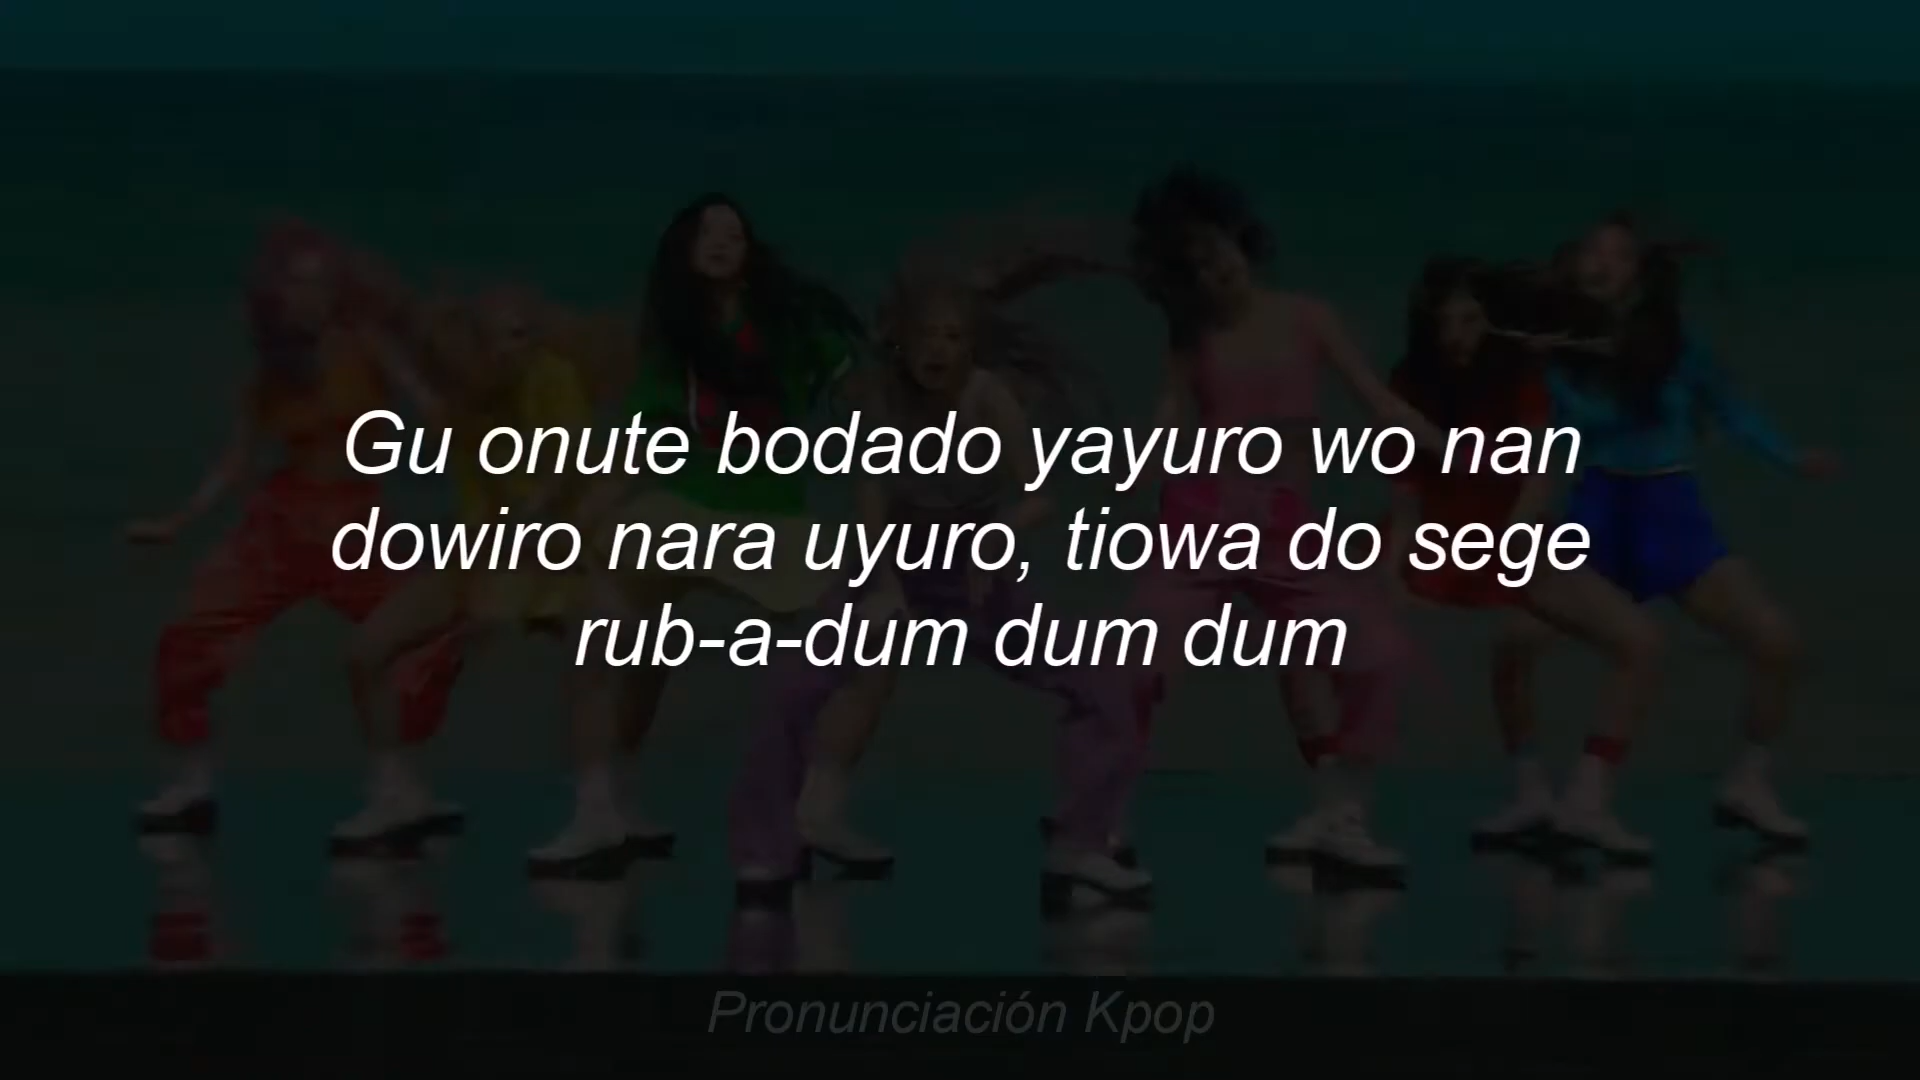 Gu onute bodado yayuro wo nan
dowiro nara uyuro, tiowa do sege
rub-a-dum dum dum
Pronunciación Kpop